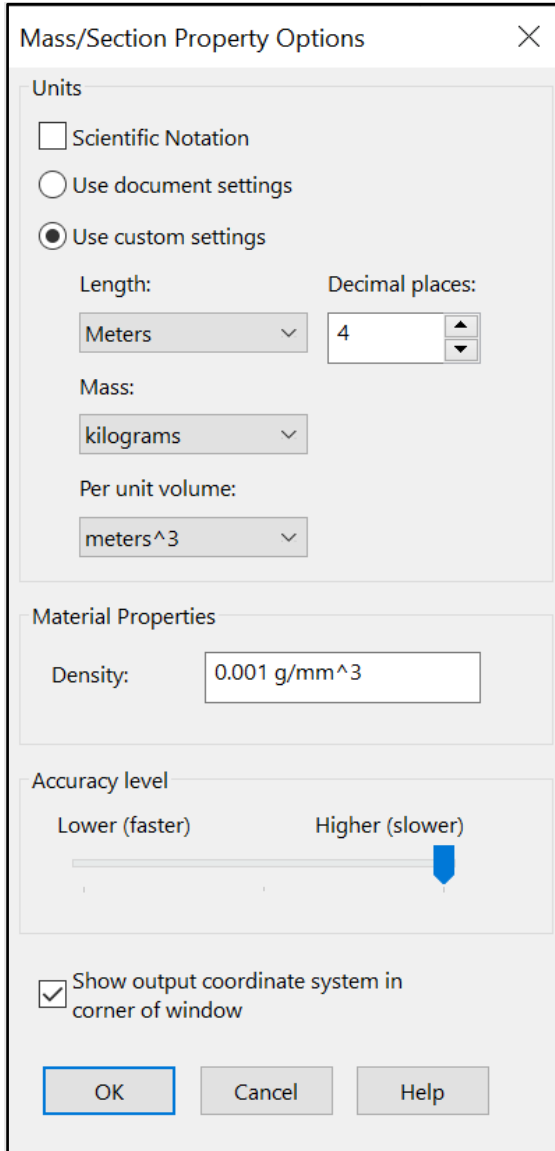 Mass/Section Property Options
Units
Scientific Notation
Use document settings
Use custom settings
Length: Decimal places:
Meters 4
Mass:
kilograms
Per unit volume:
meters^3
Material Properties
Density: 0.001 g/mm^3
Accuracy level
Lower (faster) Higher (slower)
Show output coordinate system in
corner of window
OK Cancel Help